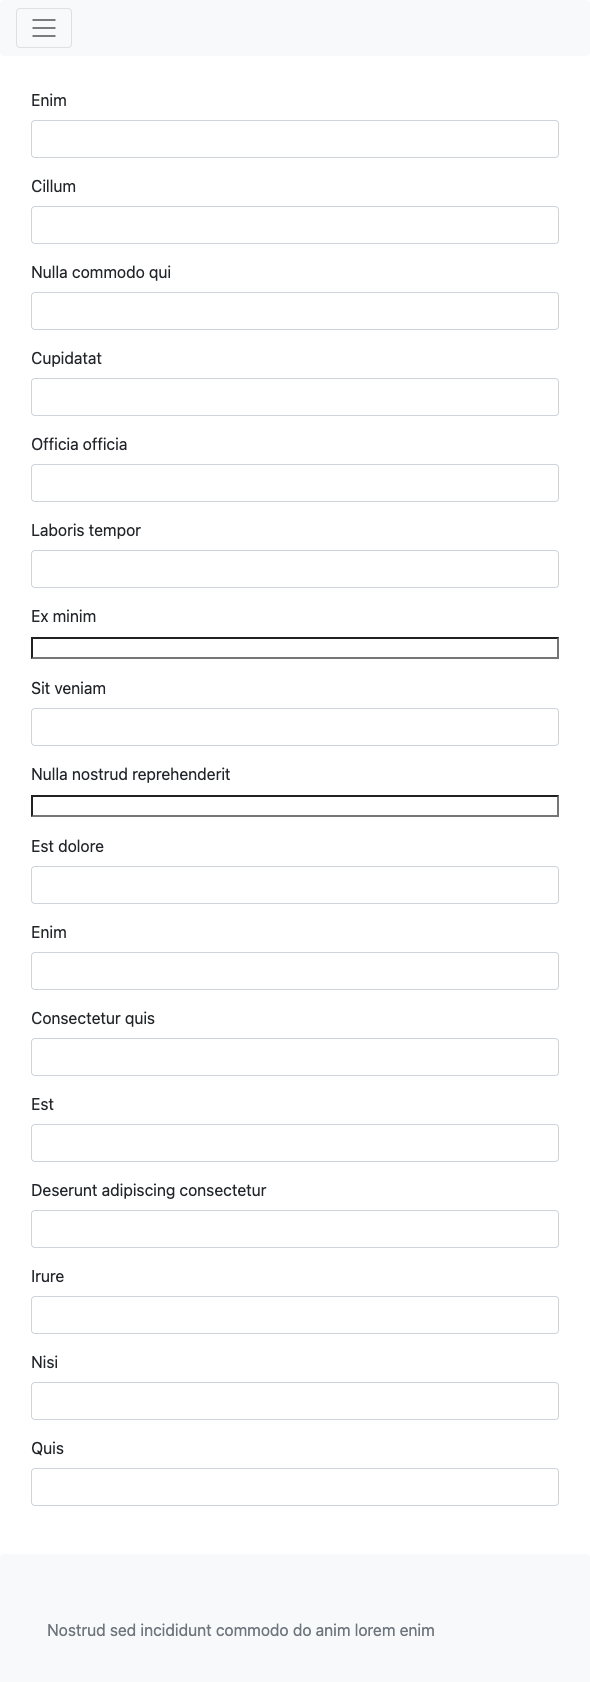 Enim
Cillum
Nulla commodo qui
Cupidatat
Officia officia
Laboris tempor
Ex minim
Sit veniam
Nulla nostrud reprehenderit
Est dolore
Enim
Consectetur quis
Est
Deserunt adipiscing consectetur
Irure
Nisi
Quis
Nostrud sed incididunt commodo do anim lorem enim